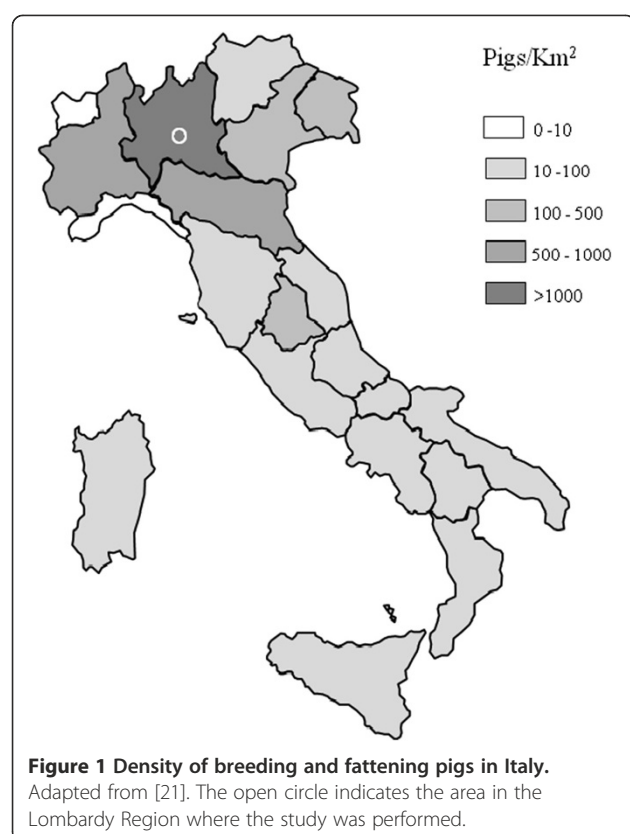 Pigs/Km²
0 -10
10 -100
100 - 500
500 - 1000
>1000
Figure 1 Density of breeding and fattening pigs in Italy.
Adapted from [21]. The open circle indicates the area in the
Lombardy Region where the study was performed.